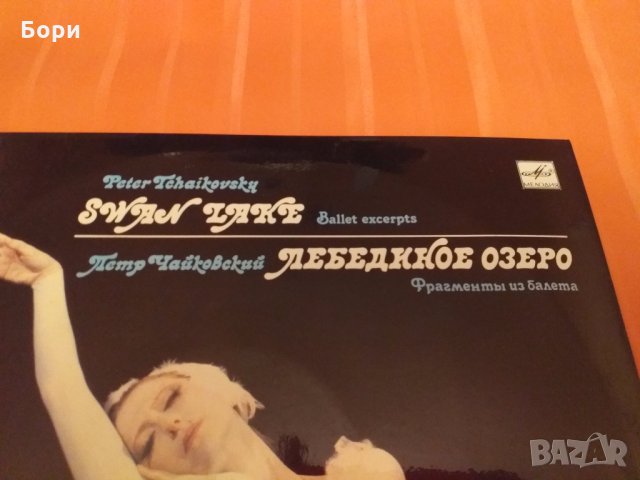 Бори
Peter Tchaikovsky
SWAN LAKE Ballet excerpts
Петр Чайковский ЛЕБЕДИНОЕ ОЗЕРО
Фрагменты из балета
МЕЛОДИЯ
BAZAR